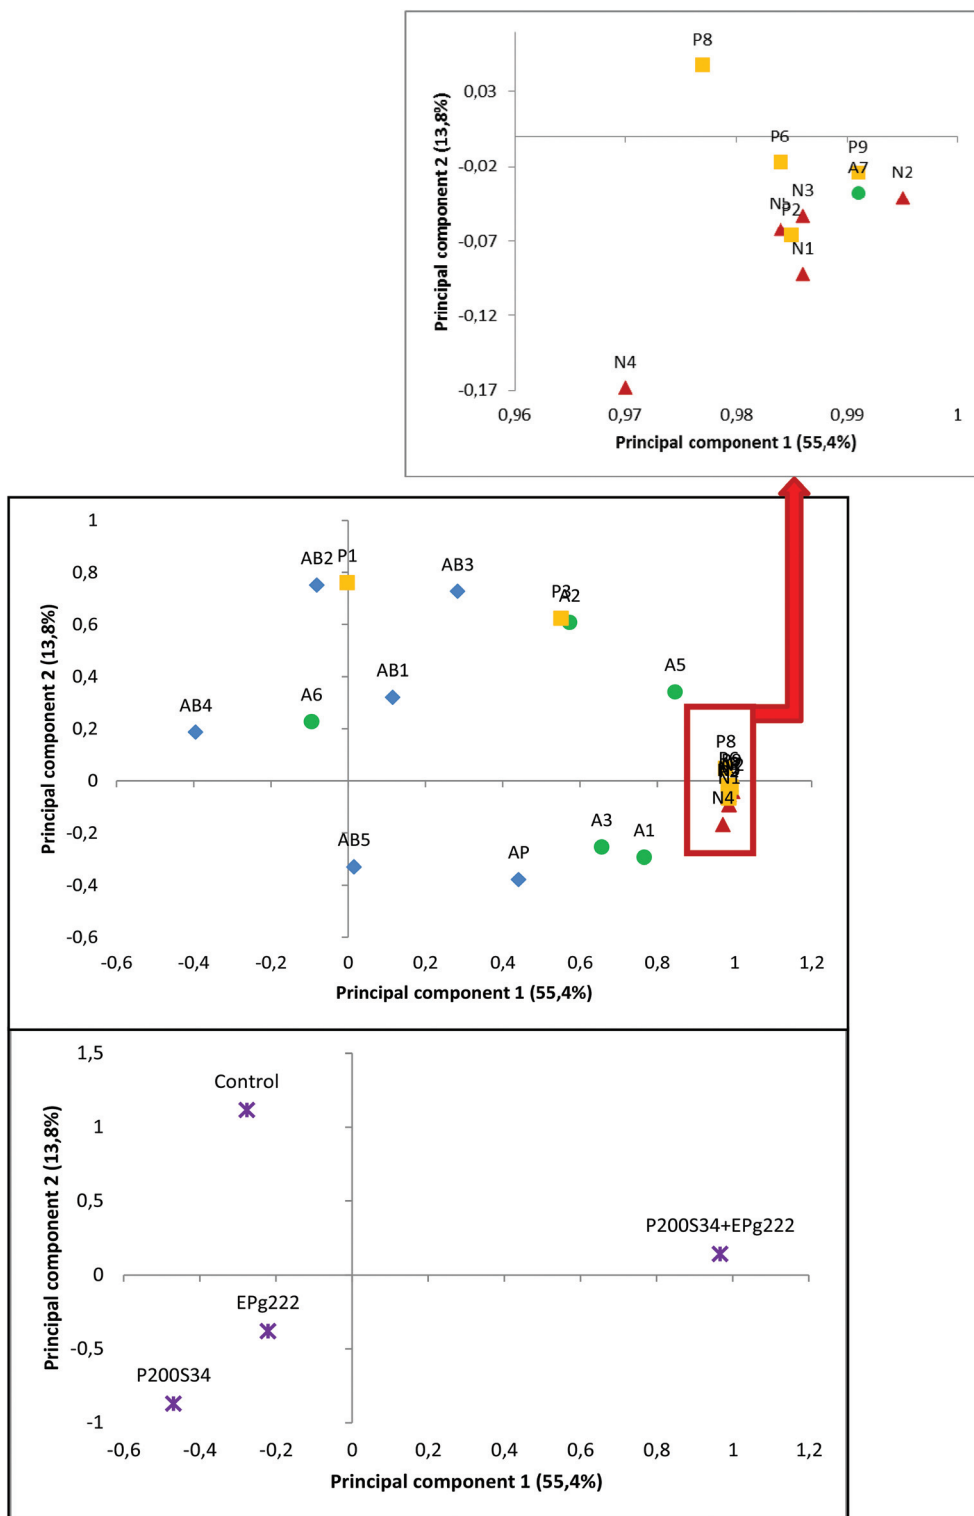 P8
0,03
P6
P9
-0,02
A7
N2
N3
P2
-0,07
N1
-0,12
N4
-0,17
0,96 0,97 0,98 0,99 1
Principal component 1 (55,4%)
Principal component 2 (13,8%)
1
AB2 P1 AB3
0,8
P3
A2
0,6
0,4
AB1 A5
AB4 A6
0,2
P8
0
N1
N4
-0,2
A3 A1
AB5 AP
-0,4
-0,6
-0,6 -0,4 -0,2 0 0,2 0,4 0,6 0,8 1 1,2
Principal component 1 (55,4%)
Principal component 2 (13,8%)
1,5
Control
1
0,5
P200S34+EPg222
0
EPg222
-0,5
P200S34
-1
-0,6 -0,4 -0,2 0 0,2 0,4 0,6 0,8 1 1,2
Principal component 1 (55,4%)
Principal component 2 (13,8%)